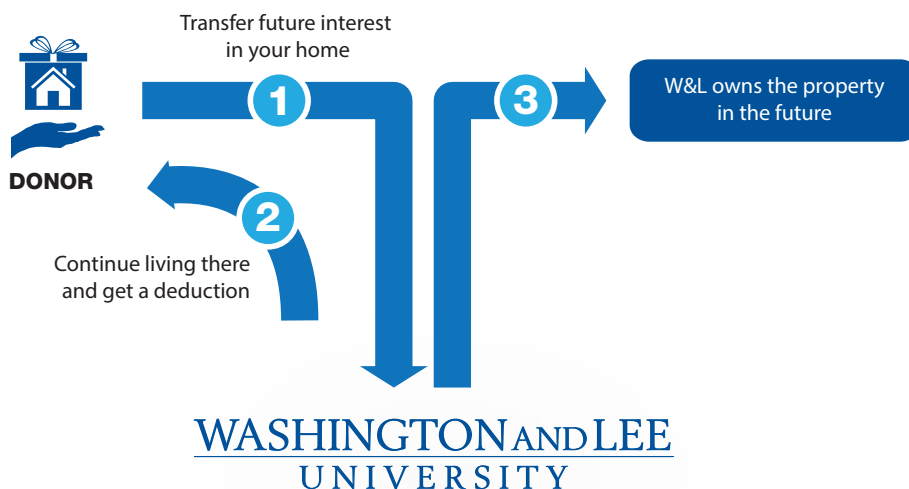 Transfer future interest
in your home
1
3
W&L owns the property
in the future
DONOR
2
Continue living there
and get a deduction
WASHINGTON AND LEE
UNIVERSITY